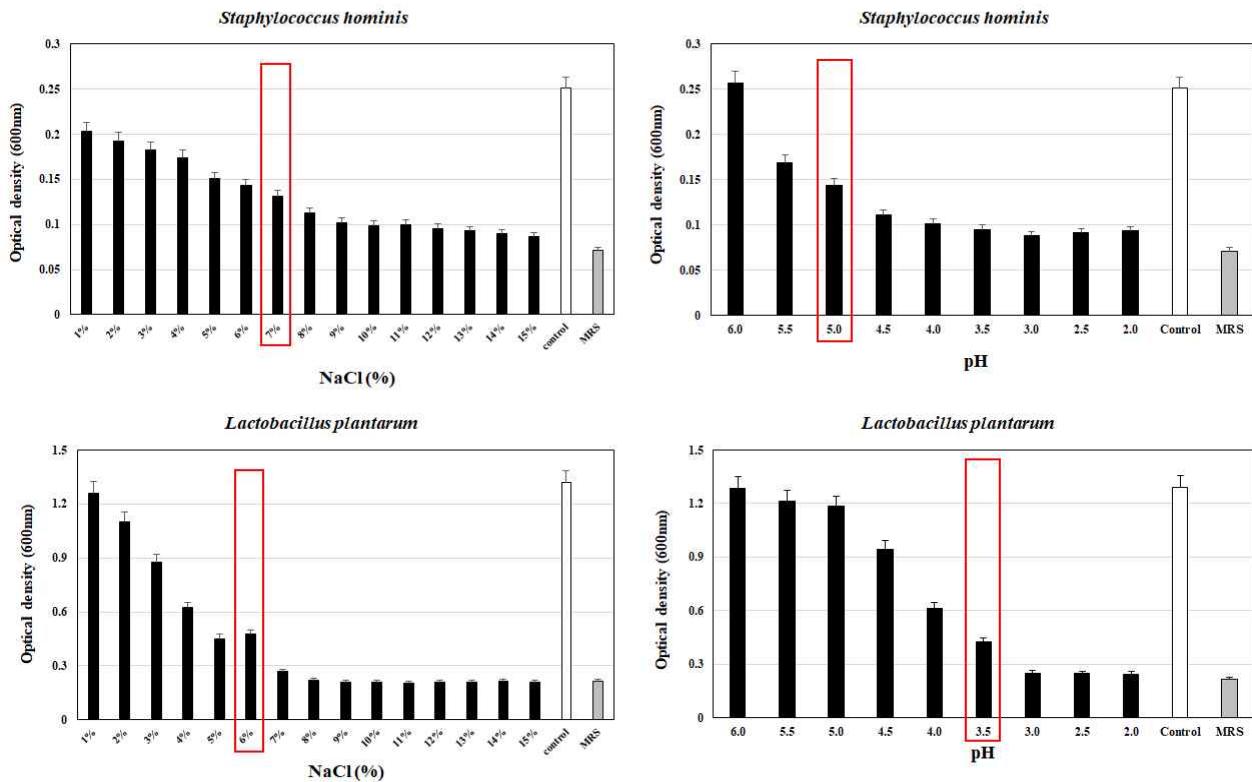 Staphylococcus hominis
Optical density (600nm)
0.3
0.25
0.2
0.15
0.1
0.05
0
1% 2% 3% 4% 5% 6% 7% 8% 9% 10% 11% 12% 13% 14% 15% control MRS
NaCl (%)
Staphylococcus hominis
Optical density (600nm)
0.3
0.25
0.2
0.15
0.1
0.05
0
6.0 5.5 5.0 4.5 4.0 3.5 3.0 2.5 2.0 Control MRS
pH
Lactobacillus plantarum
Optical density (600nm)
1.5
1.2
0.9
0.6
0.3
0
1% 2% 3% 4% 5% 6% 7% 8% 9% 10% 11% 12% 13% 14% 15% control MRS
NaCl (%)
Lactobacillus plantarum
Optical density (600nm)
1.5
1.2
0.9
0.6
0.3
0
6.0 5.5 5.0 4.5 4.0 3.5 3.0 2.5 2.0 Control MRS
pH